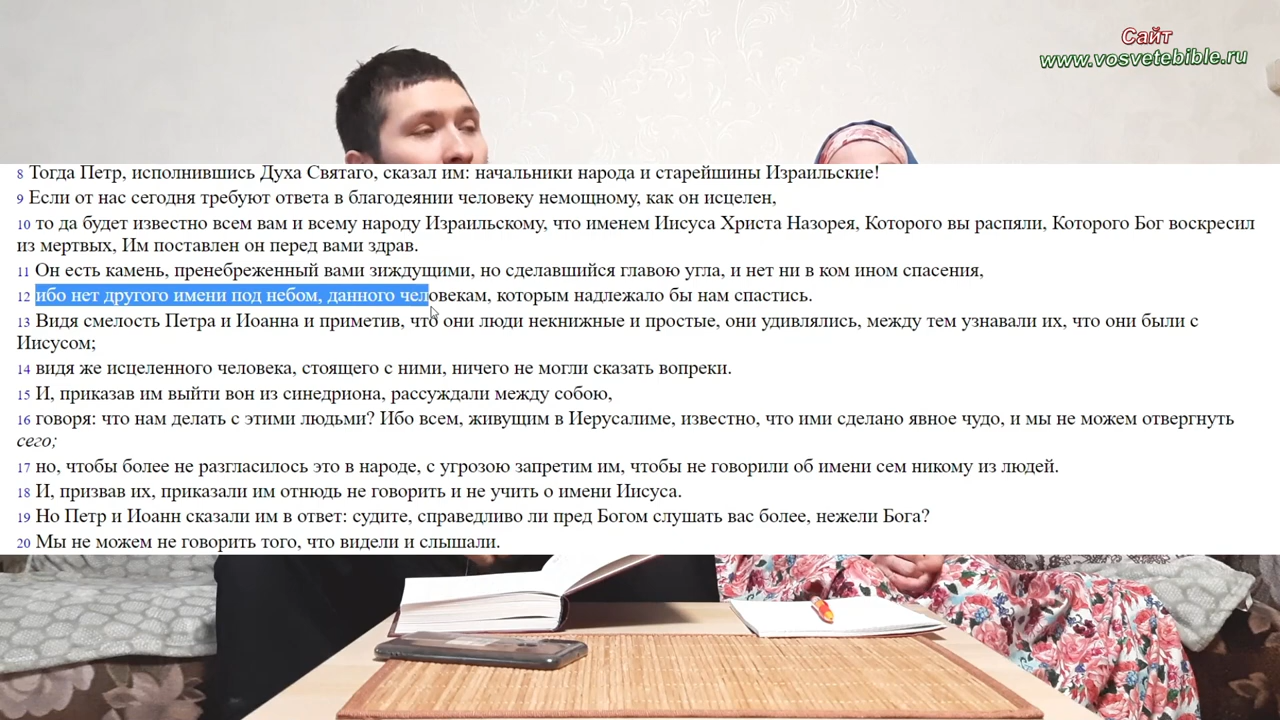 Сайт
www.vosvetebible.ru
8 Тогда Петр, исполнившись Духа Святаго, сказал им: начальники народа и старейшины Израильские!
9 Если от нас сегодня требуют ответа в благодеянии человеку немощному, как он исцелен,
10 то да будет известно всем вам и всему народу Израильскому, что именем Иисуса Христа Назорея, Которого вы распяли, Которого Бог воскресил
из мертвых, Им поставлен он перед вами здрав.
11 Он есть камень, пренебреженный вами зиждущими, но сделавшийся главою угла, и нет ни в ком ином спасения,
12 ибо нет другого имени под небом, данного человекам, которым надлежало бы нам спастись.
13 Видя смелость Петра и Иоанна и приметив, что они люди некнижные и простые, они удивлялись, между тем узнавали их, что они были с
Иисусом;
14 видя же исцеленного человека, стоящего с ними, ничего не могли сказать вопреки.
15 И, приказав им выйти вон из синедриона, рассуждали между собою,
16 говоря: что нам делать с этими людьми? Ибо всем, живущим в Иерусалиме, известно, что ими сделано явное чудо, и мы не можем отвергнуть
сего;
17 но, чтобы более не разгласилось это в народе, с угрозою запретим им, чтобы не говорили об имени сем никому из людей.
18 И, призвав их, приказали им отнюдь не говорить и не учить о имени Иисуса.
19 Но Петр и Иоанн сказали им в ответ: судите, справедливо ли пред Богом слушать вас более, нежели Бога?
20 Мы не можем не говорить того, что видели и слышали.